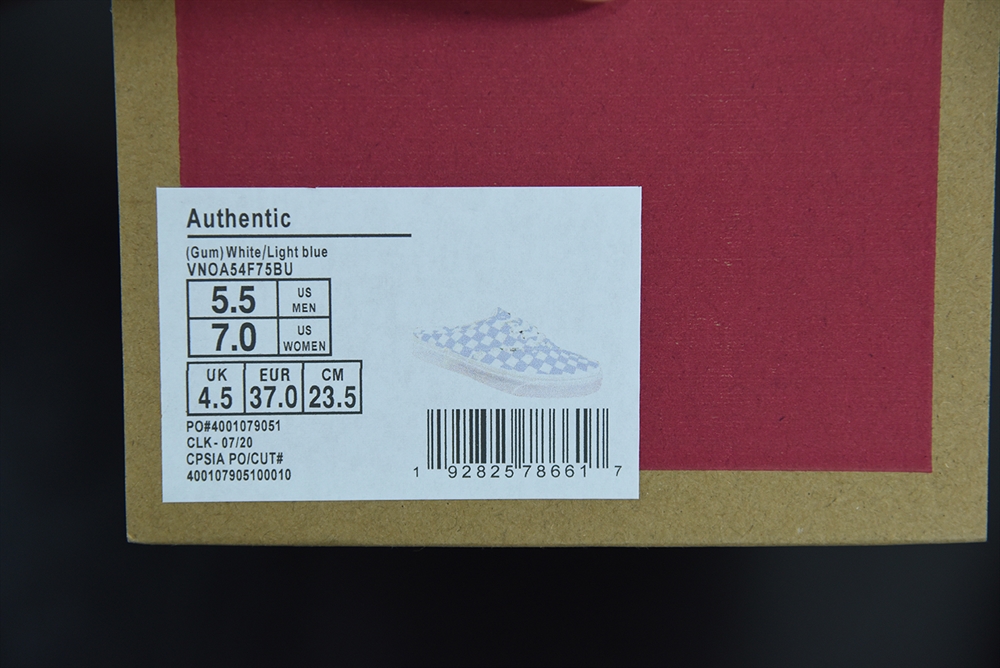 Authentic
(Gum) White/Light blue
VNOA54F75BU
5.5 US MEN
7.0 US WOMEN
UK EUR CM
4.5 37.0 23.5
PO#4001079051
CLK- 07/20
CPSIA PO/CUT#
400107905100010
1 92825 78661 7